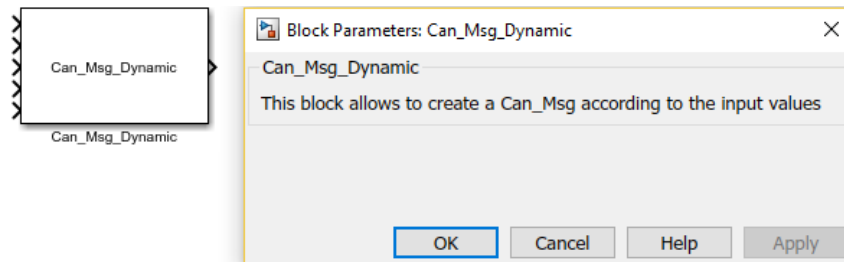 Can_Msg_Dynamic
Can_Msg_Dynamic
Block Parameters: Can_Msg_Dynamic
Can_Msg_Dynamic
This block allows to create a Can_Msg according to the input values
OK Cancel Help Apply